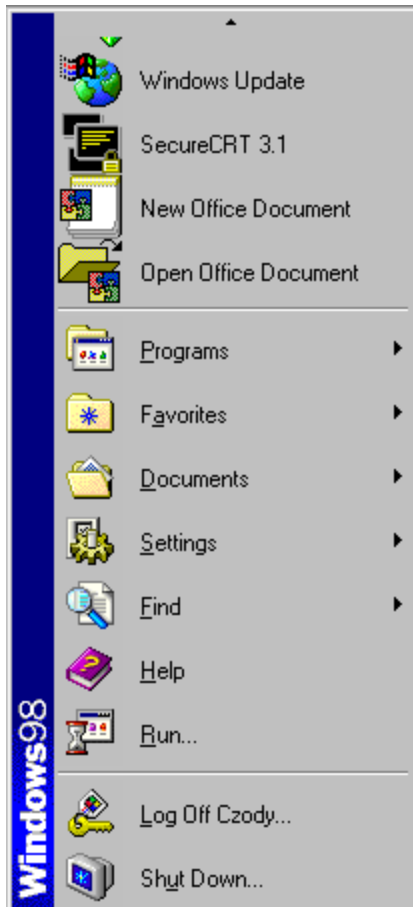 Windows Update
SecureCRT 3.1
New Office Document
Open Office Document
Programs
Favorites
Documents
Settings
Find
Help
Run...
Log Off Czody...
Shut Down...
Windows98